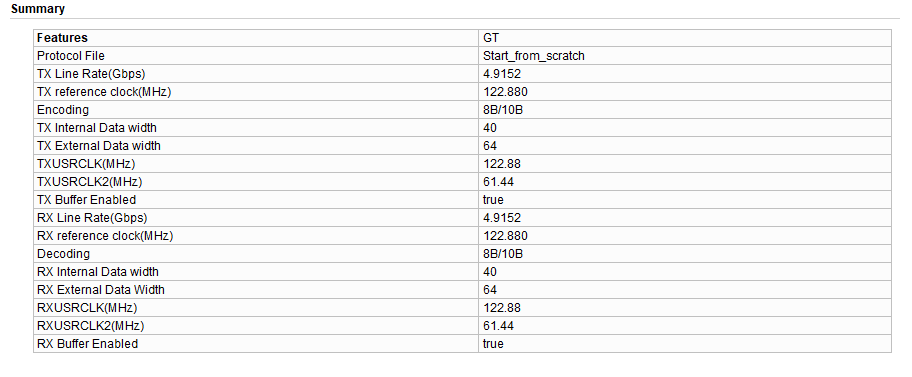 Summary
Features GT
Protocol File Start_from_scratch
TX Line Rate(Gbps) 4.9152
TX reference clock(MHz) 122.880
Encoding 8B/10B
TX Internal Data width 40
TX External Data width 64
TXUSRCLK(MHz) 122.88
TXUSRCLK2(MHz) 61.44
TX Buffer Enabled true
RX Line Rate(Gbps) 4.9152
RX reference clock(MHz) 122.880
Decoding 8B/10B
RX Internal Data width 40
RX External Data Width 64
RXUSRCLK(MHz) 122.88
RXUSRCLK2(MHz) 61.44
RX Buffer Enabled true